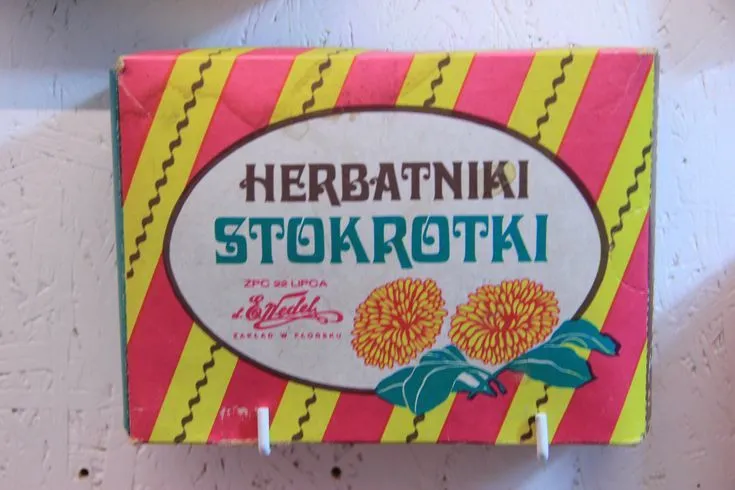 HERBATNIKI
STOKROTKI
ZPC 22 LIPCA
d. E. Wedel
ZAKŁAD W PŁOŃSKU